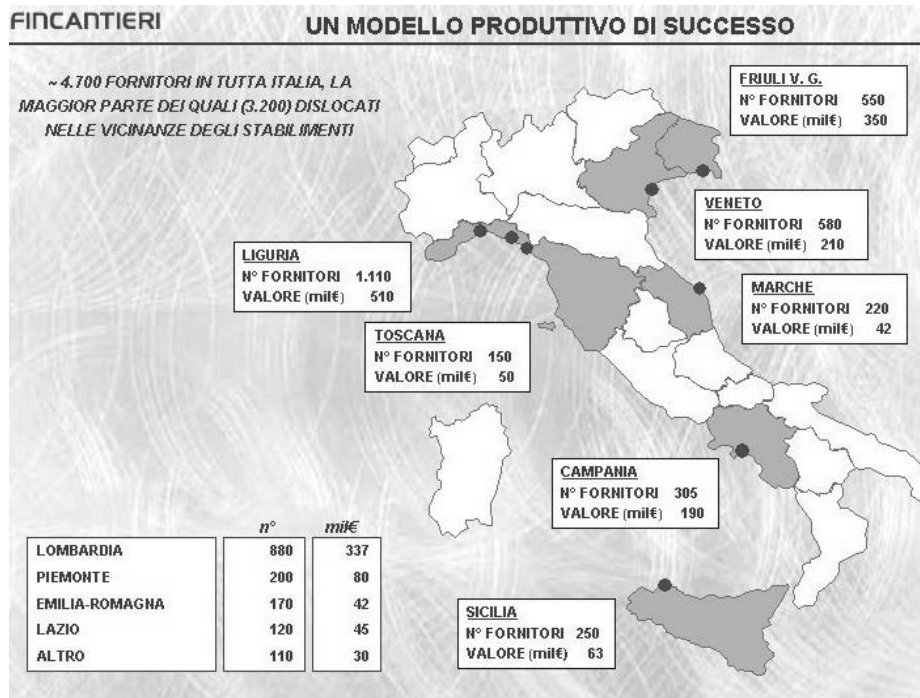 FINCANTIERI
UN MODELLO PRODUTTIVO DI SUCCESSO
~ 4.700 FORNITORI IN TUTTA ITALIA, LA
MAGGIOR PARTE DEI QUALI (3.200) DISLOCATI
NELLE VICINANZE DEGLI STABILIMENTI
FRIULI V. G.
N° FORNITORI 550
VALORE (mil€) 350
VENETO
N° FORNITORI 580
VALORE (mil€) 210
LIGURIA
N° FORNITORI 1.110
VALORE (mil€) 510
MARCHE
N° FORNITORI 220
VALORE (mil€) 42
TOSCANA
N° FORNITORI 150
VALORE (mil€) 50
CAMPANIA
N° FORNITORI 305
VALORE (mil€) 190
n° mil€
LOMBARDIA 880 337
PIEMONTE 200 80
EMILIA-ROMAGNA 170 42
LAZIO 120 45
ALTRO 110 30
SICILIA
N° FORNITORI 250
VALORE (mil€) 63